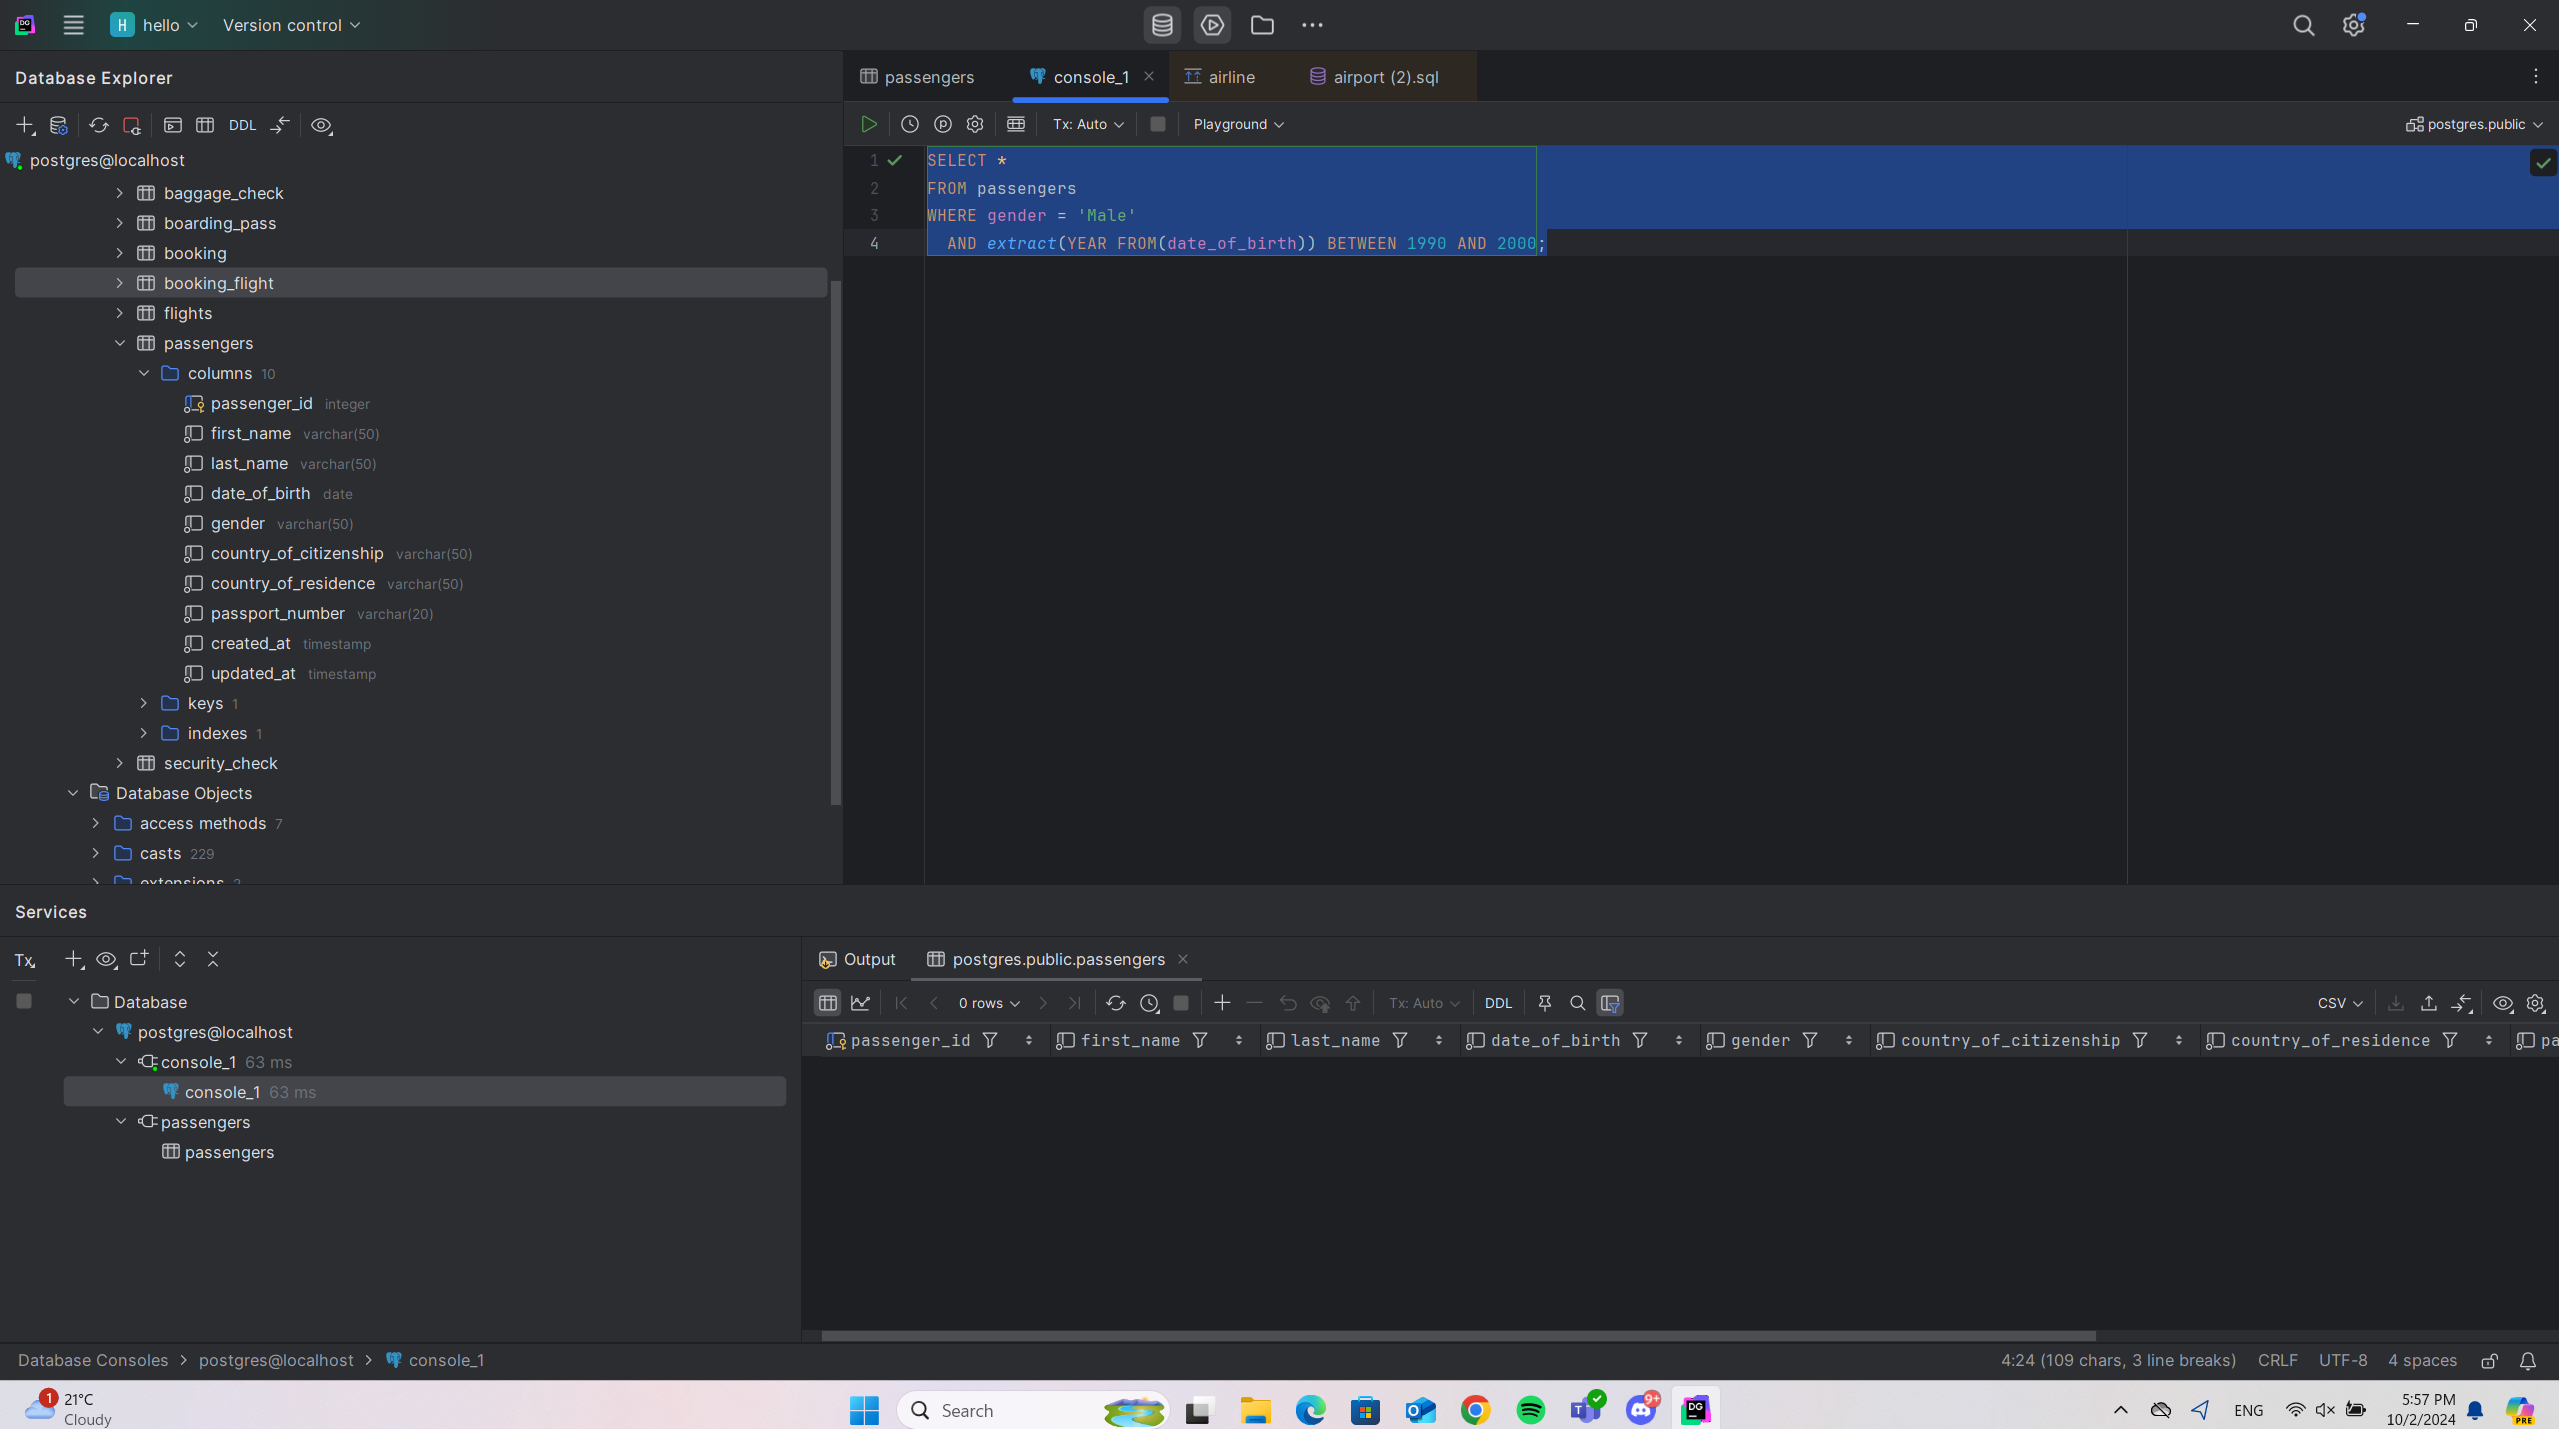 H hello Version control
Database Explorer
passengers console_1 airline airport (2).sql
DDL
Tx: Auto Playground postgres.public
postgres@localhost
baggage_check
boarding_pass
booking
booking_flight
flights
passengers
columns 10
passenger_id integer
first_name varchar(50)
last_name varchar(50)
date_of_birth date
gender varchar(50)
country_of_citizenship varchar(50)
country_of_residence varchar(50)
passport_number varchar(20)
created_at timestamp
updated_at timestamp
keys 1
indexes 1
security_check
Database Objects
access methods 7
casts 229
extensions 2
1 SELECT *
2 FROM passengers
3 WHERE gender = 'Male'
4 AND extract(YEAR FROM(date_of_birth)) BETWEEN 1990 AND 2000;
Services
Tx
Database
postgres@localhost
console_1 63 ms
console_1 63 ms
passengers
passengers
Output postgres.public.passengers
0 rows Tx: Auto DDL CSV
passenger_id first_name last_name date_of_birth gender country_of_citizenship country_of_residence pa
Database Consoles > postgres@localhost > console_1
4:24 (109 chars, 3 line breaks) CRLF UTF-8 4 spaces
1 21°C
Cloudy
Search
9+
DG
ENG
5:57 PM
10/2/2024
PRE